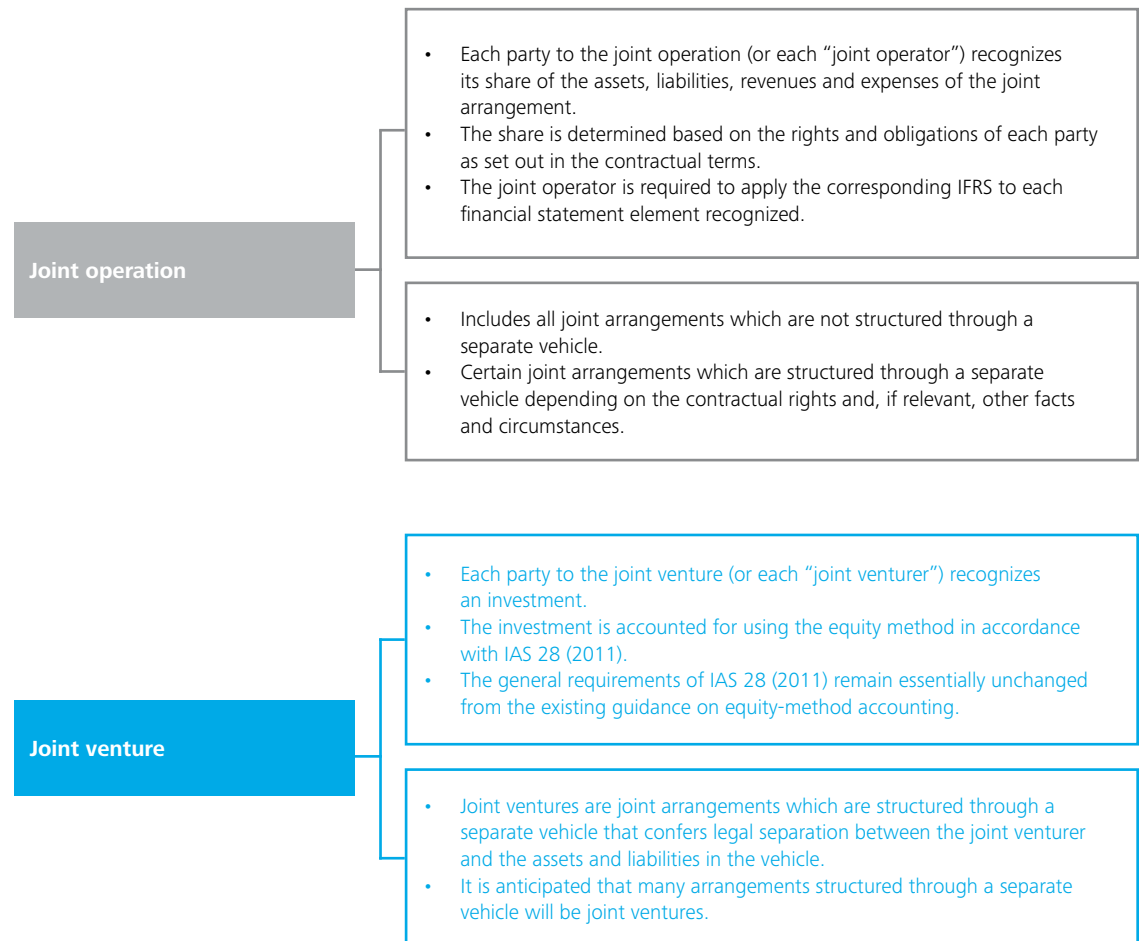 • Each party to the joint operation (or each “joint operator”) recognizes
its share of the assets, liabilities, revenues and expenses of the joint
arrangement.
• The share is determined based on the rights and obligations of each party
as set out in the contractual terms.
• The joint operator is required to apply the corresponding IFRS to each
financial statement element recognized.
Joint operation
• Includes all joint arrangements which are not structured through a
separate vehicle.
• Certain joint arrangements which are structured through a separate
vehicle depending on the contractual rights and, if relevant, other facts
and circumstances.
• Each party to the joint venture (or each “joint venturer”) recognizes
an investment.
• The investment is accounted for using the equity method in accordance
with IAS 28 (2011).
• The general requirements of IAS 28 (2011) remain essentially unchanged
from the existing guidance on equity-method accounting.
Joint venture
• Joint ventures are joint arrangements which are structured through a
separate vehicle that confers legal separation between the joint venturer
and the assets and liabilities in the vehicle.
• It is anticipated that many arrangements structured through a separate
vehicle will be joint ventures.